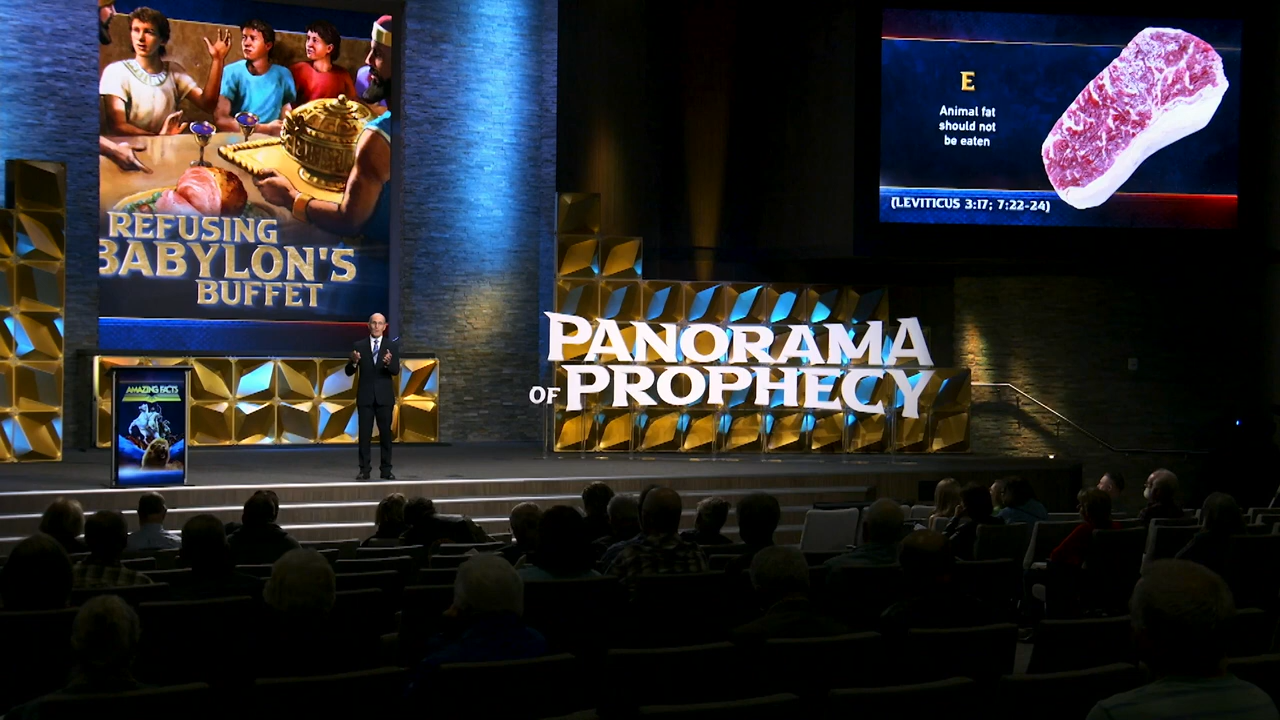 REFUSING
BABYLON'S
BUFFET
E
Animal fat
should not
be eaten
(LEVITICUS 3:17; 7:22-24)
PANORAMA
OF PROPHECY
AMAZING FACTS